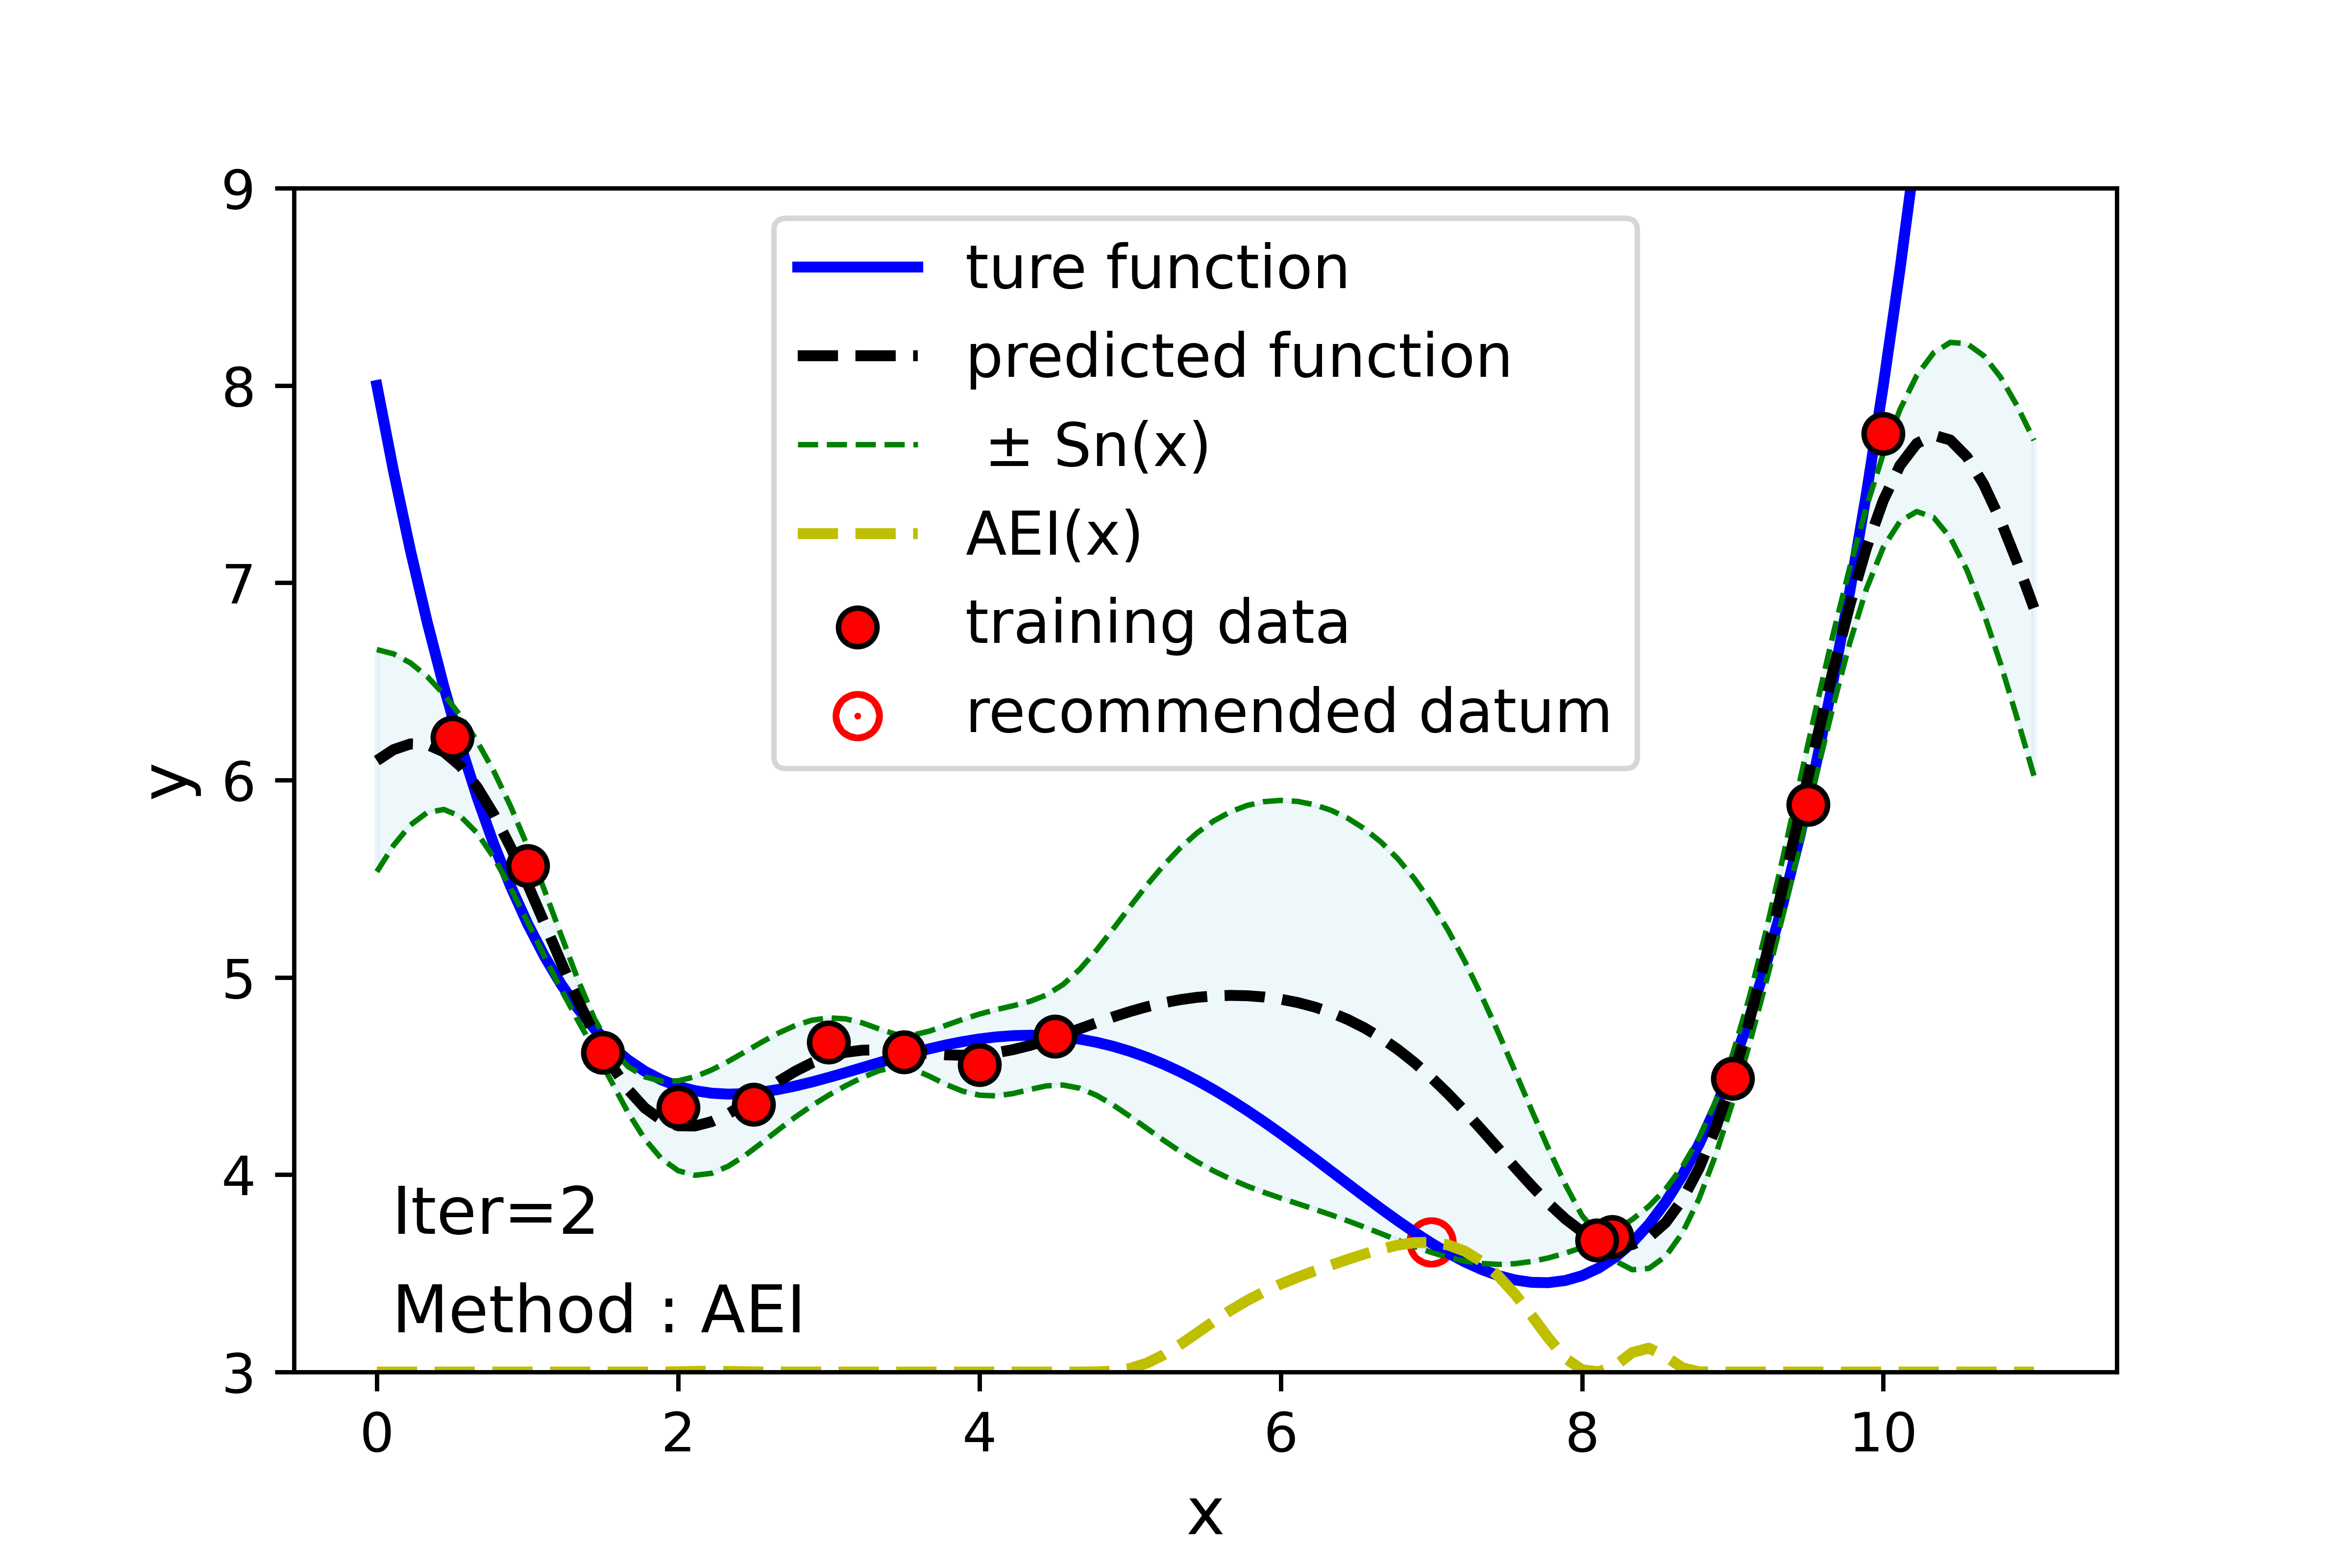 9
8
7
6
5
4
3
y
ture function
predicted function
± Sn(x)
AEI(x)
training data
recommended datum
Iter=2
Method : AEI
0 2 4 6 8 10
x